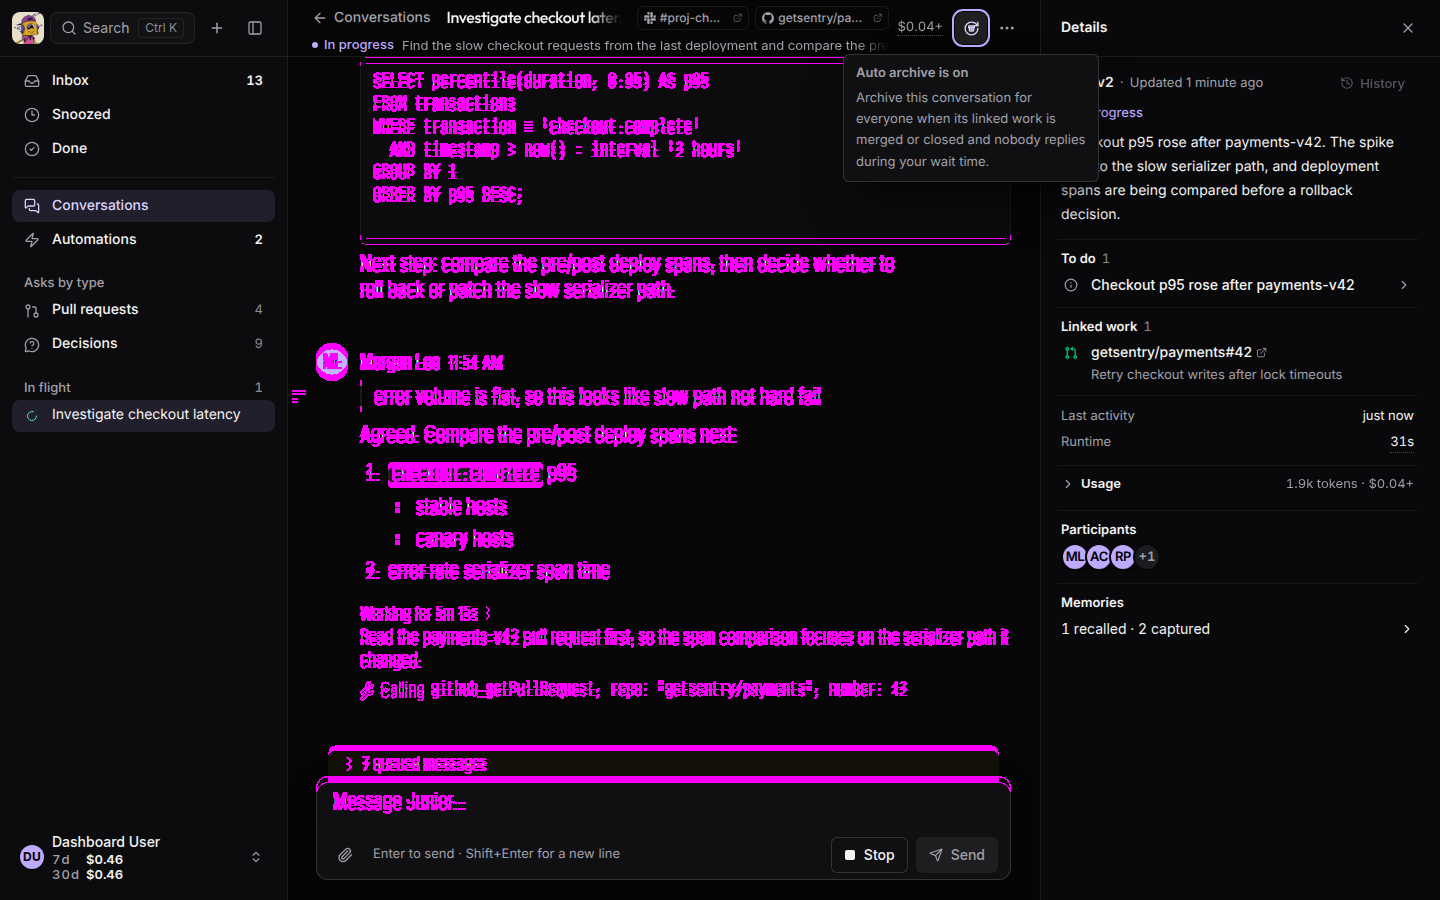 Search Ctrl K
Inbox 13
Snoozed
Done
Conversations
Automations 2
Asks by type
Pull requests 4
Decisions 9
In flight 1
Investigate checkout latency
Dashboard User
DU
7d $0.46
30d $0.46
Conversations Investigate checkout later #proj-ch... getsentry/pa... $0.04+
In progress Find the slow checkout requests from the last deployment and compare the pre
Auto archive is on
Archive this conversation for
everyone when its linked work is
merged or closed and nobody replies
during your wait time.
SELECT percentile(duration, 0.95) AS p95
FROM transactions
WHERE transaction = 'checkout.complete'
AND timestamp > now() - interval '2 hours'
GROUP BY 1
ORDER BY p95 DESC;
Next step: compare the pre/post deploy spans, then decide whether to
roll back or patch the slow serializer path.
Morgan Lee 11:54 AM
error volume is flat, so this looks like slow path not hard fail
Agreed. Compare the pre/post deploy spans next:
1. checkout.complete p95
stable hosts
canary hosts
2. error rate serializer span time
Working for 5m 15s
Read the payments-v42 pull request first, so the span comparison focuses on the serializer path it
changed.
Calling github_getPullRequest, repo: "getsentry/payments", number: 42
7 queued messages
Message Junior...
Enter to send · Shift+Enter for a new line
Stop Send
Details
v2 · Updated 1 minute ago History
rogress
kout p95 rose after payments-v42. The spike
o the slow serializer path, and deployment
spans are being compared before a rollback
decision.
To do 1
Checkout p95 rose after payments-v42
Linked work 1
getsentry/payments#42
Retry checkout writes after lock timeouts
Last activity just now
Runtime 31s
Usage 1.9k tokens · $0.04+
Participants
ML AC RP +1
Memories
1 recalled · 2 captured